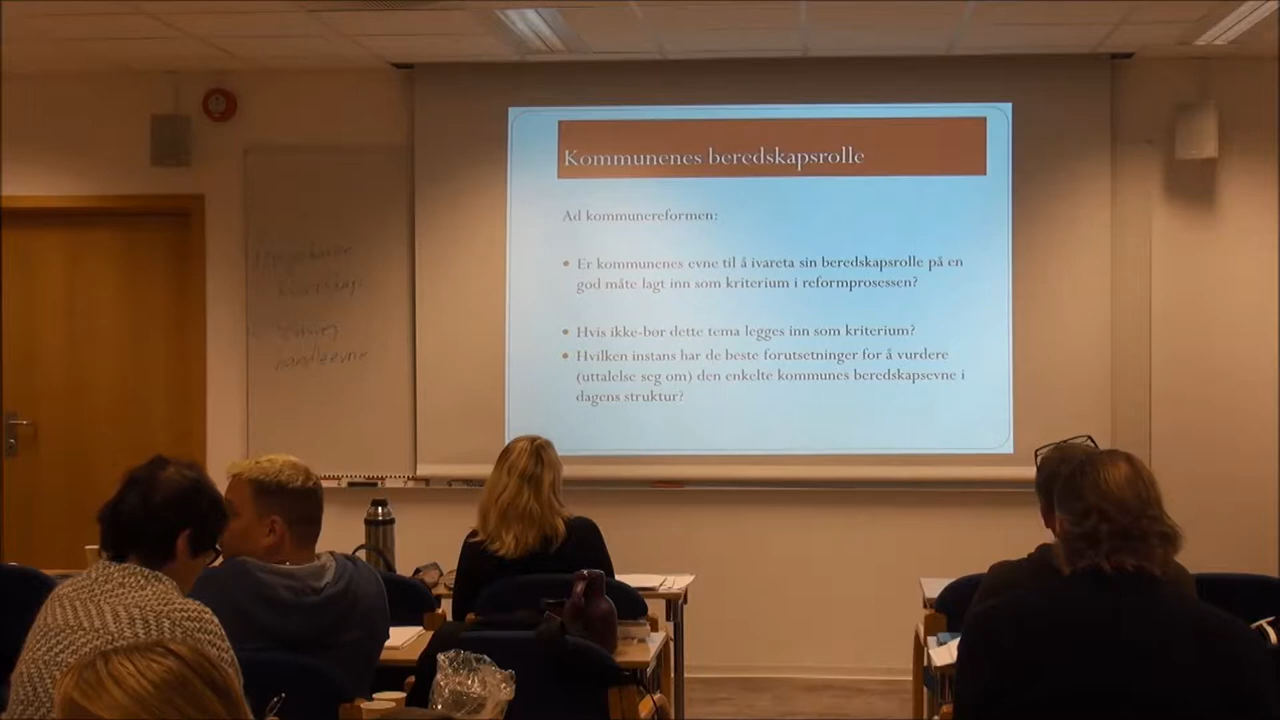 Kommunenes beredskapsrolle
Ad kommunereformen:
• Er kommunenes evne til å ivareta sin beredskapsrolle på en
god måte lagt inn som kriterium i reformprosessen?
• Hvis ikke-bør dette tema legges inn som kriterium?
• Hvilken instans har de beste forutsetninger for å vurdere
(uttalelse seg om) den enkelte kommunes beredskapsevne i
dagens struktur?